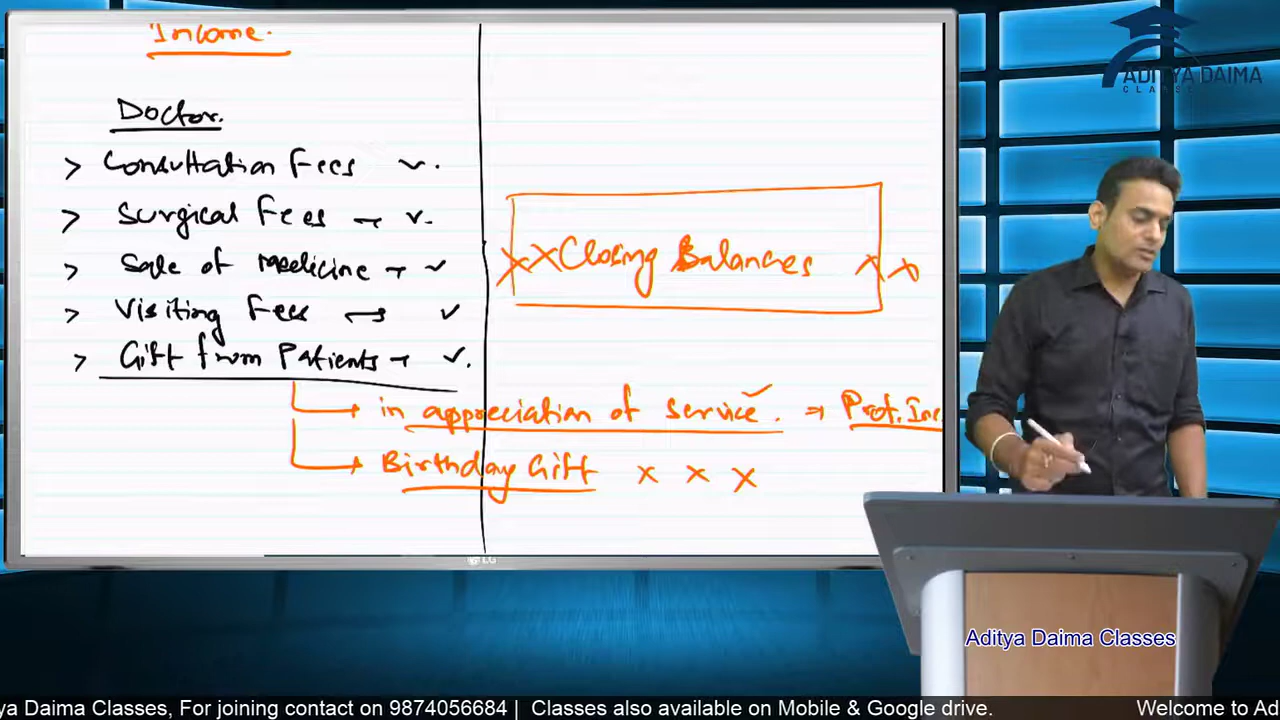 Income.
Doctor.
> Consultation Fees ✓.
> Surgical Fees → ✓.
> Sale of Medicine → ✓
> Visiting Fees → ✓
> Gift from Patients → ✓.
x x Closing Balances x x
→ in appreciation of service ✓. ⇒ Prof. Inc
→ Birthday Gift x x x
ADITYA DAIMA
LG
Aditya Daima Classes
ya Daima Classes, For joining contact on 9874056684 | Classes also available on Mobile & Google drive. Welcome to Ad